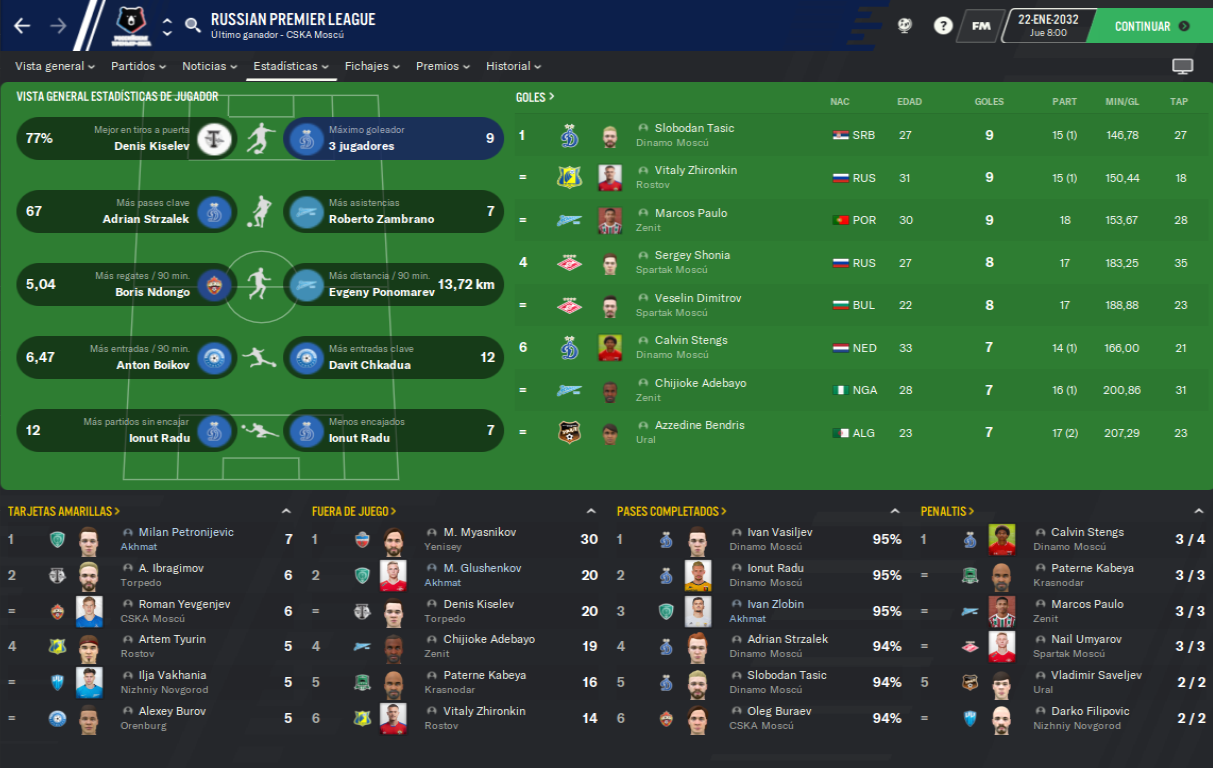 RUSSIAN PREMIER LEAGUE
Último ganador - CSKA Moscú
?
FM
22-ENE-2032
Jue 8:00
CONTINUAR
Vista general Partidos Noticias Estadísticas Fichajes Premios Historial
VISTA GENERAL ESTADÍSTICAS DE JUGADOR
77% Mejor en tiros a puerta
Denis Kiselev
Máximo goleador
3 jugadores 9
67 Más pases clave
Adrian Strzalek
Más asistencias
Roberto Zambrano 7
5,04 Más regates / 90 min.
Boris Ndongo
Más distancia / 90 min.
Evgeny Ponomarev 13,72 km
6,47 Más entradas / 90 min.
Anton Boikov
Más entradas clave
Davit Chkadua 12
12 Más partidos sin encajar
Ionut Radu
Menos encajados
Ionut Radu 7
GOLES > NAC EDAD GOLES PART MIN/GL TAP
1 Slobodan Tasic SRB 27 9 15 (1) 146,78 27
Dinamo Moscú
= Vitaly Zhironkin RUS 31 9 15 (1) 150,44 18
Rostov
= Marcos Paulo POR 30 9 18 153,67 28
Zenit
4 Sergey Shonia RUS 27 8 17 183,25 35
Spartak Moscú
= Veselin Dimitrov BUL 22 8 17 188,88 23
Spartak Moscú
6 Calvin Stengs NED 33 7 14 (1) 166,00 21
Dinamo Moscú
= Chijioke Adebayo NGA 28 7 16 (1) 200,86 31
Zenit
= Azzedine Bendris ALG 23 7 17 (2) 207,29 23
Ural
TARJETAS AMARILLAS >
1 Milan Petronijevic 7
Akhmat
2 A. Ibragimov 6
Torpedo
= Roman Yevgenjev 6
CSKA Moscú
4 Artem Tyurin 5
Rostov
= Ilja Vakhania 5
Nizhniy Novgorod
= Alexey Burov 5
Orenburg
FUERA DE JUEGO >
1 M. Myasnikov 30
Yenisey
2 M. Glushenkov 20
Akhmat
= Denis Kiselev 20
Torpedo
4 Chijioke Adebayo 19
Zenit
5 Paterne Kabeya 16
Krasnodar
6 Vitaly Zhironkin 14
Rostov
PASES COMPLETADOS >
1 Ivan Vasiljev 95%
Dinamo Moscú
2 Ionut Radu 95%
Dinamo Moscú
3 Ivan Zlobin 95%
Akhmat
4 Adrian Strzalek 94%
Dinamo Moscú
5 Slobodan Tasic 94%
Dinamo Moscú
6 Oleg Buraev 94%
CSKA Moscú
PENALTIS >
1 Calvin Stengs 3 / 4
Dinamo Moscú
= Paterne Kabeya 3 / 3
Krasnodar
= Marcos Paulo 3 / 3
Zenit
= Nail Umyarov 3 / 3
Spartak Moscú
5 Vladimir Saveljev 2 / 2
Ural
= Darko Filipovic 2 / 2
Nizhniy Novgorod